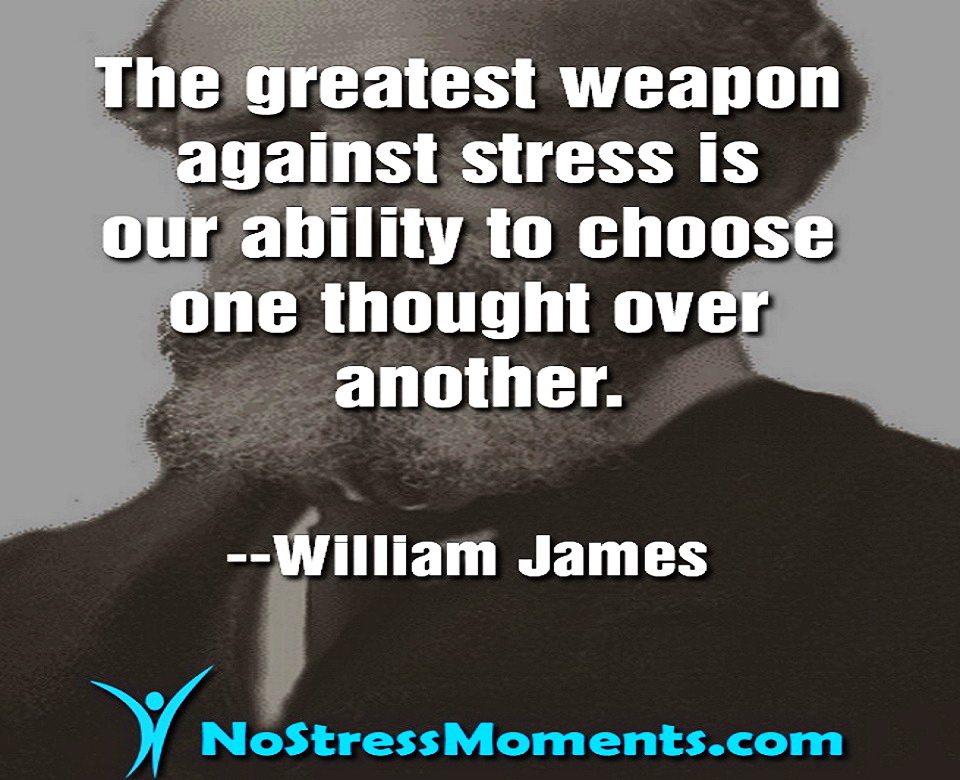 The greatest weapon
against stress is
our ability to choose
one thought over
another.
--William James
NoStressMoments.com